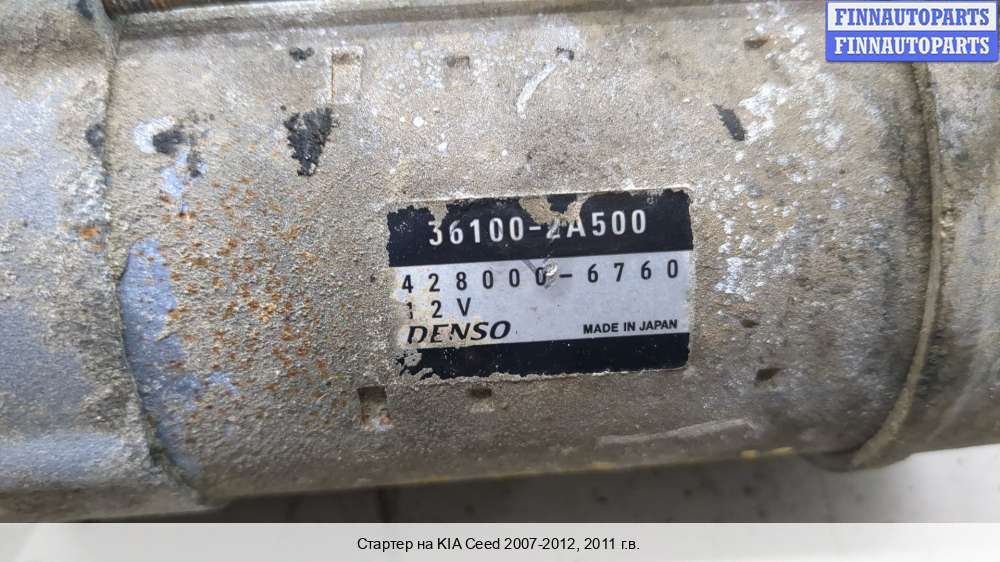 FINNAUTOPARTS
FINNAUTOPARTS
36100-2A500
428000-6760
12V
DENSO MADE IN JAPAN
Стартер на KIA Ceed 2007-2012, 2011 г.в.